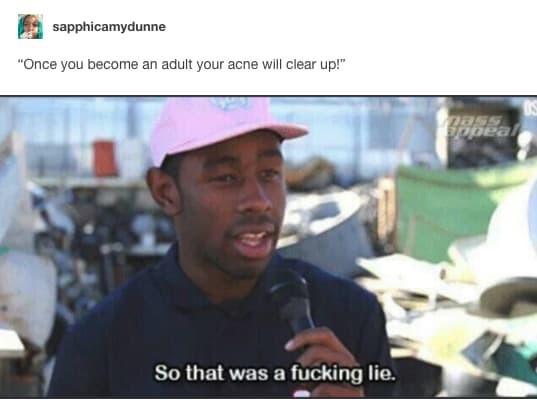 sapphicamydunne
“Once you become an adult your acne will clear up!”
mass
appeal
So that was a fucking lie.